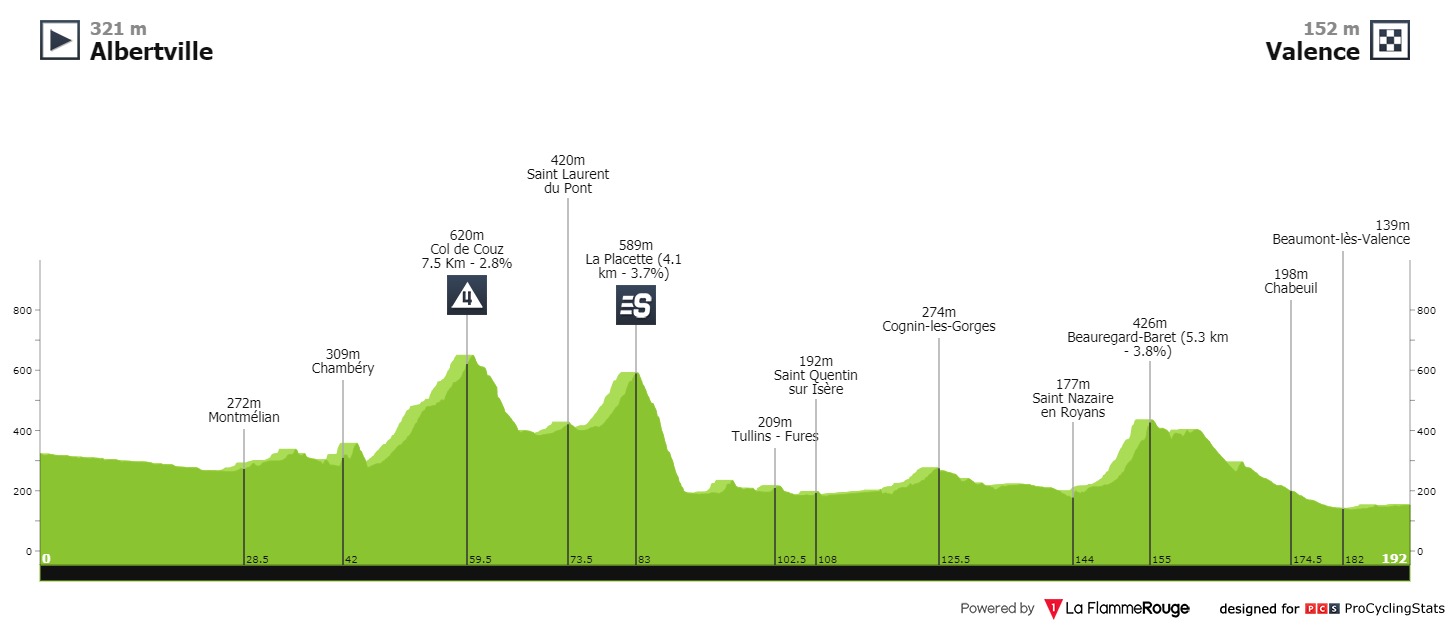 321 m
Albertville
152 m
Valence
420m
Saint Laurent
du Pont
620m
Col de Couz
7.5 Km - 2.8%
4
589m
La Placette (4.1
km - 3.7%)
S
139m
Beaumont-lès-Valence
198m
Chabeuil
274m
Cognin-les-Gorges
426m
Beauregard-Baret (5.3 km
- 3.8%)
309m
Chambéry
192m
Saint Quentin
sur Isère
177m
Saint Nazaire
en Royans
272m
Montmélian
209m
Tullins - Fures
800
800
600
600
400
400
200
200
0
0
0 28.5 42 59.5 73.5 83 102.5 108 125.5 144 155 174.5 182 192
Powered by 1 La FlammeRouge designed for PCS ProCyclingStats